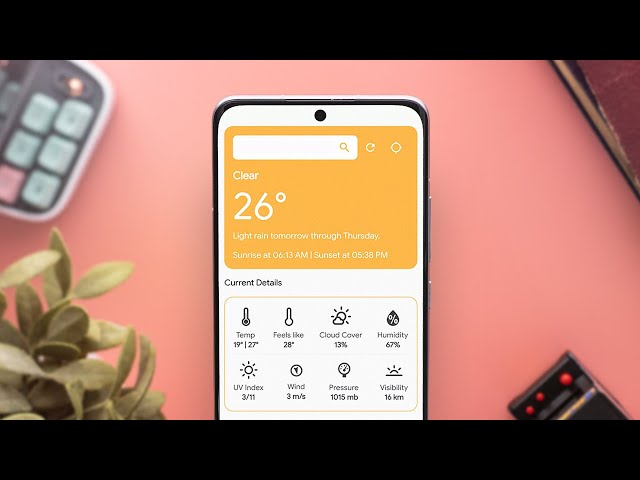 Clear
26°
Light rain tomorrow through Thursday.
Sunrise at 06:13 AM | Sunset at 05:38 PM
Current Details
Temp Feels like Cloud Cover Humidity
19° | 27° 28° 13% 67%
UV Index Wind Pressure Visibility
3/11 3 m/s 1015 mb 16 km